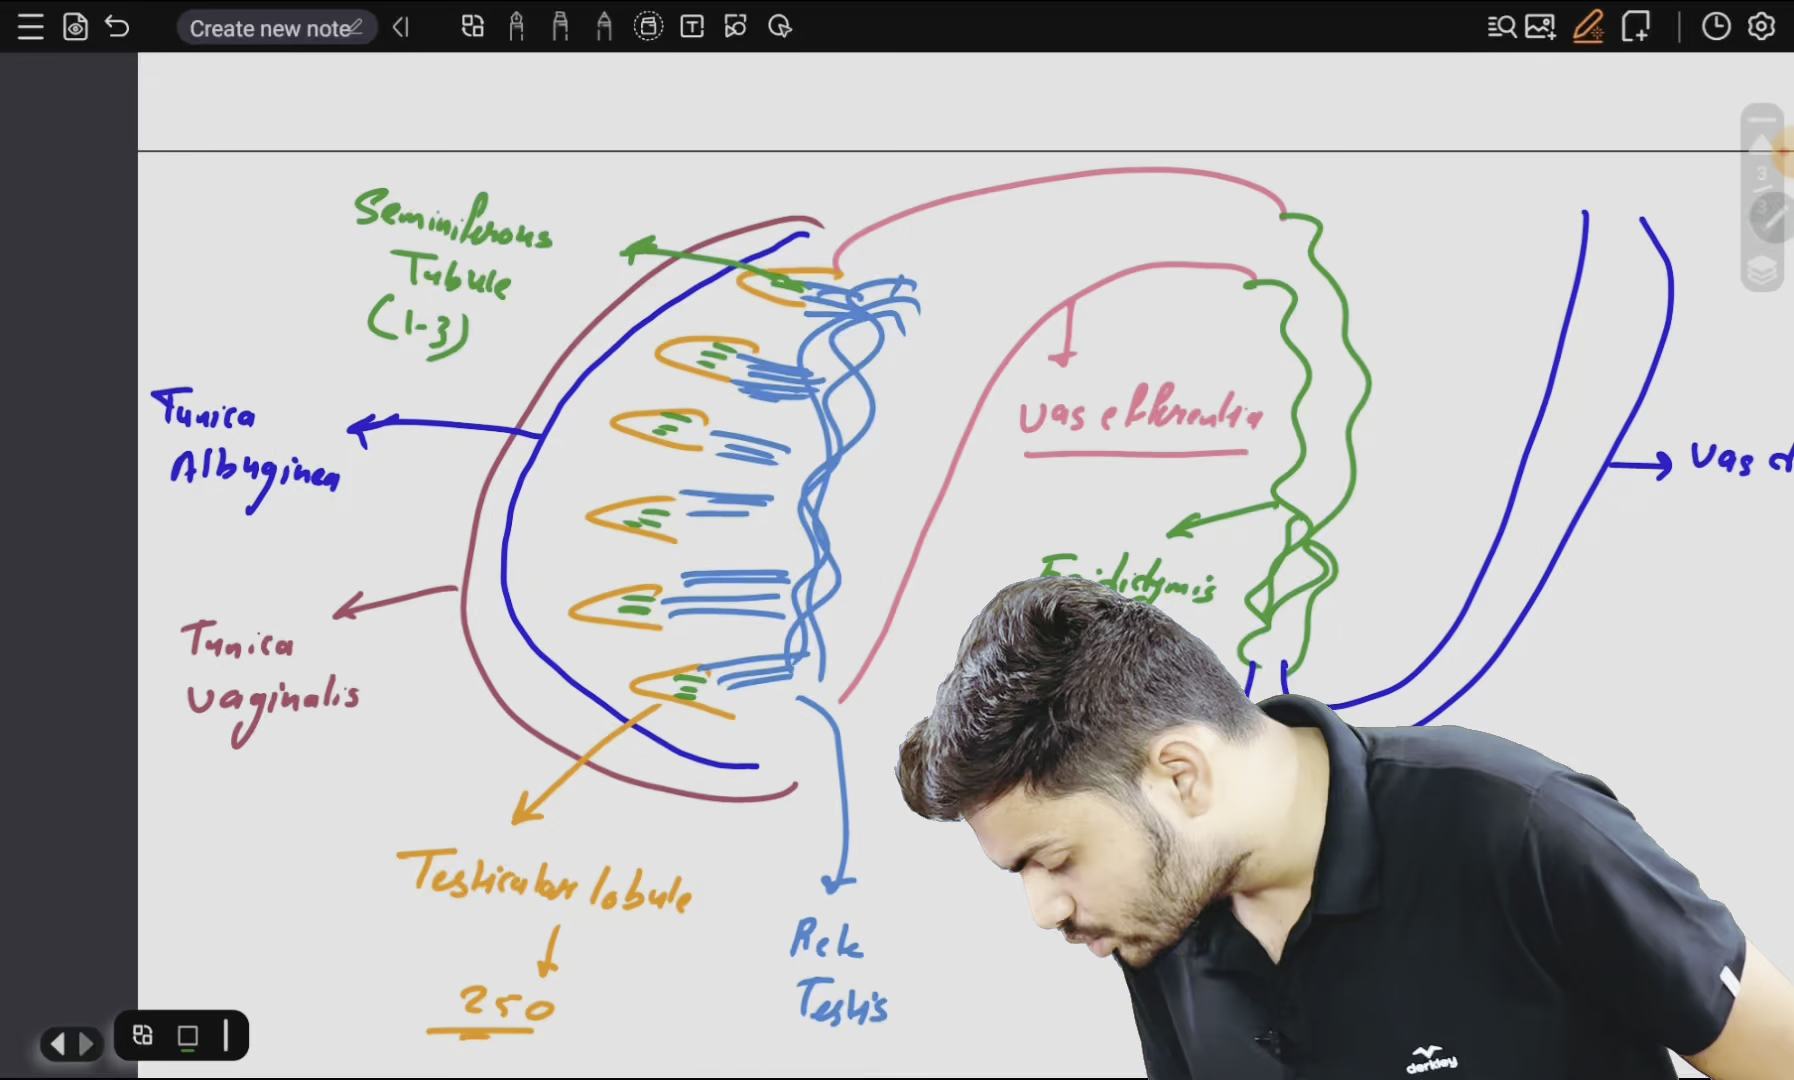 Create new note
Seminiferous
Tubule
(1-3)
Tunica
Albuginea
Tunica
vaginalis
Testicular lobule
250
Rete
Testis
vas efferentia
Epididymis
vas d
derkley